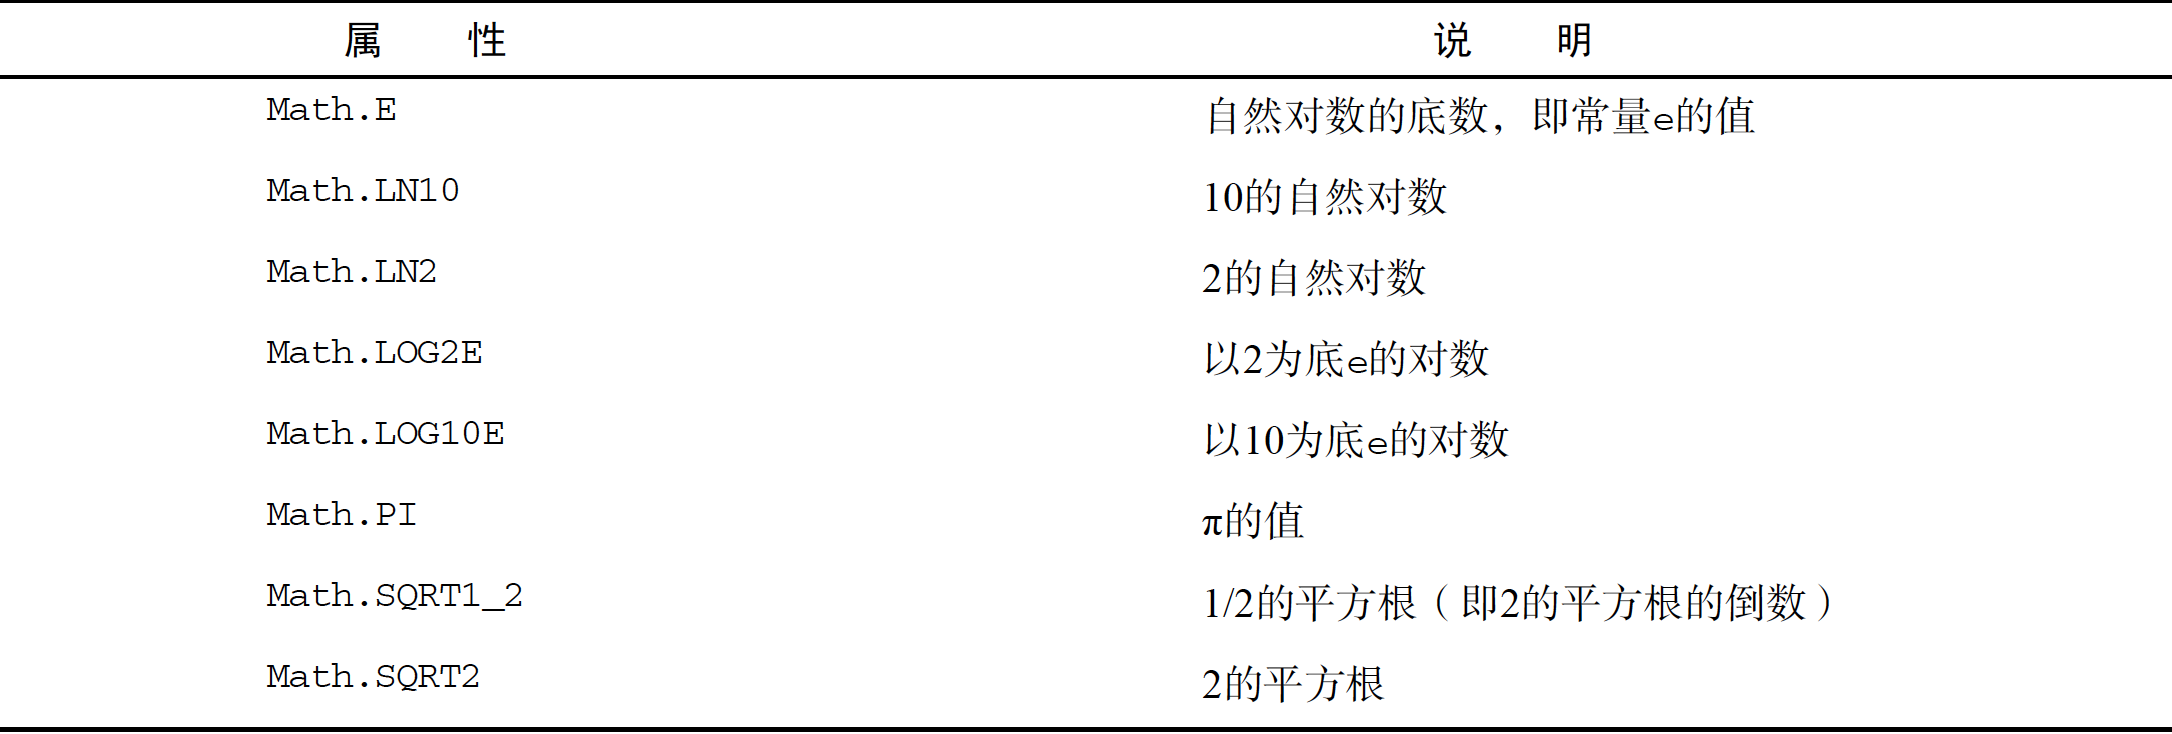 属 性 说 明
Math.E 自然对数的底数，即常量e的值
Math.LN10 10的自然对数
Math.LN2 2的自然对数
Math.LOG2E 以2为底e的对数
Math.LOG10E 以10为底e的对数
Math.PI π的值
Math.SQRT1_2 1/2的平方根（即2的平方根的倒数）
Math.SQRT2 2的平方根